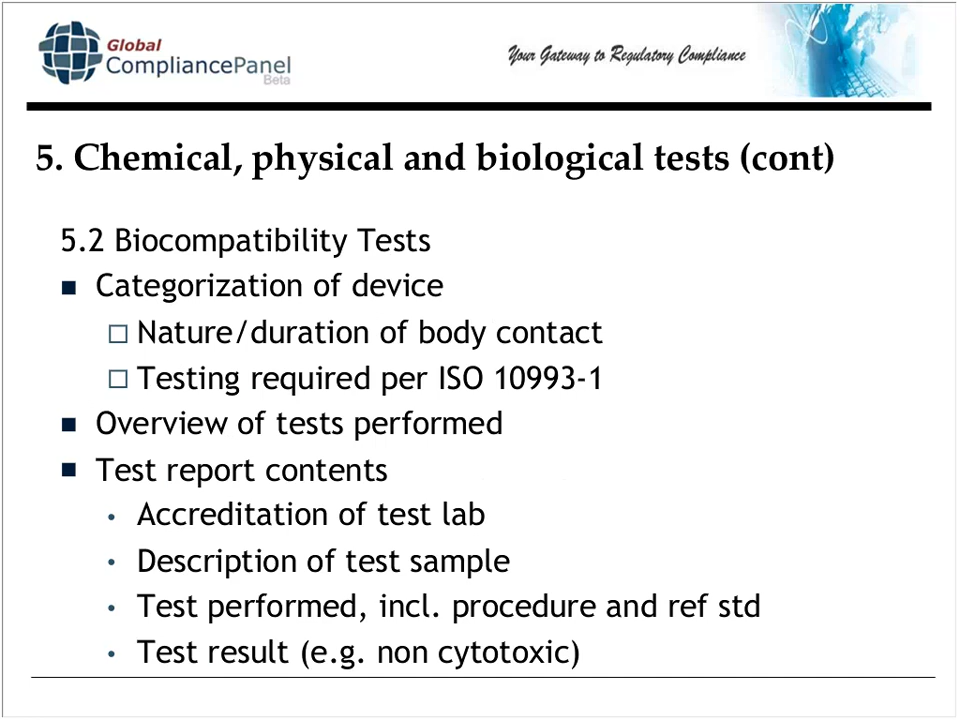 Global
CompliancePanel
Beta
Your Gateway to Regulatory Compliance
5. Chemical, physical and biological tests (cont)
5.2 Biocompatibility Tests
Categorization of device
Nature/duration of body contact
Testing required per ISO 10993-1
Overview of tests performed
Test report contents
Accreditation of test lab
Description of test sample
Test performed, incl. procedure and ref std
Test result (e.g. non cytotoxic)